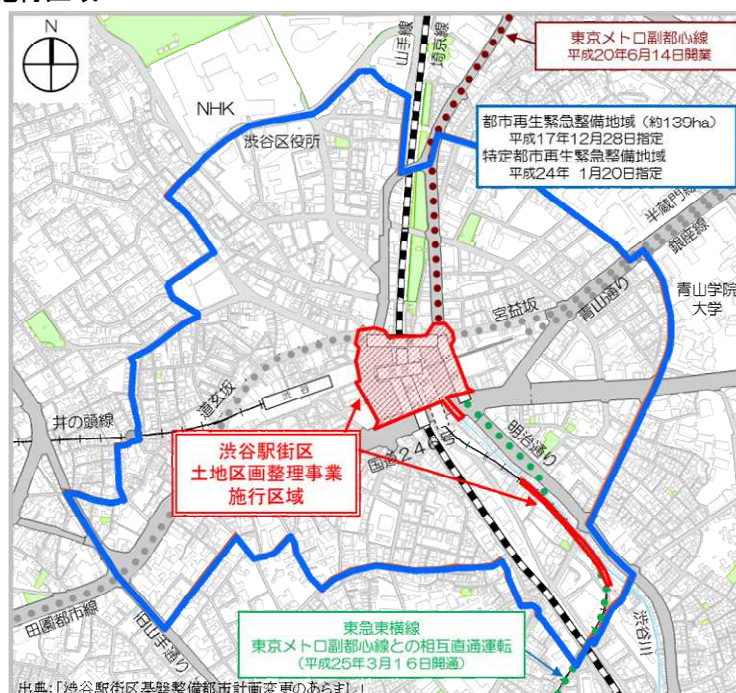 N
山手線
埼京線
東京メトロ副都心線
平成20年6月14日開業
NHK
渋谷区役所
都市再生緊急整備地域(約139ha)
平成17年12月28日指定
特定都市再生緊急整備地域
平成24年 1月20日指定
半蔵門線
銀座線
青山通り
宮益坂
青山学院
大学
道玄坂
渋谷
井の頭線
国道246号
明治通り
渋谷駅街区
土地区画整理事業
施行区域
田園都市線
旧山手通り
渋谷川
東急東横線
東京メトロ副都心線との相互直通運転
(平成25年3月16日開通)
出典:「渋谷駅街区基盤整備都市計画変更のあらまし」